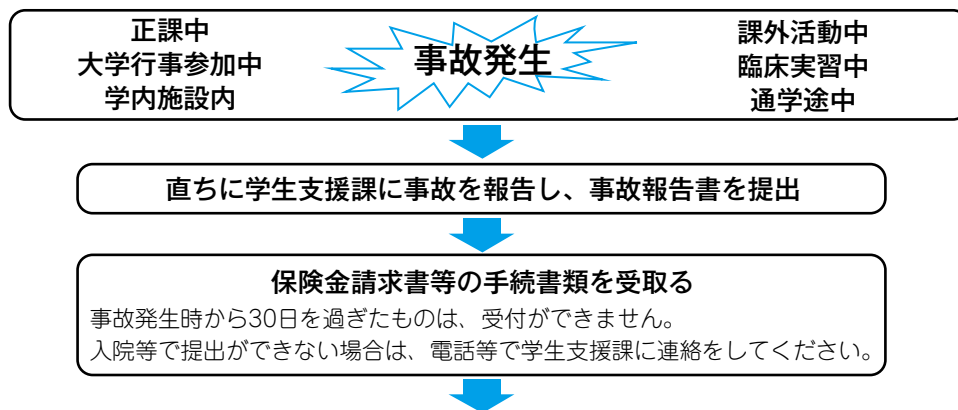 正課中
大学行事参加中
学内施設内
事故発生
課外活動中
臨床実習中
通学途中
直ちに学生支援課に事故を報告し、事故報告書を提出
保険金請求書等の手続書類を受取る
事故発生時から30日を過ぎたものは、受付ができません。
入院等で提出ができない場合は、電話等で学生支援課に連絡をしてください。